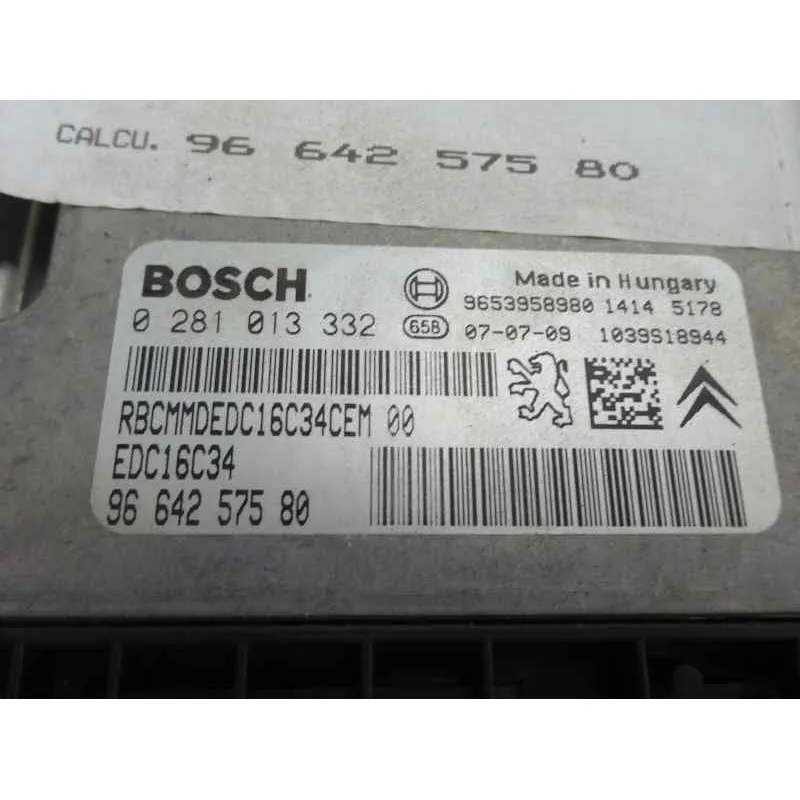 CALCU. 96 642 575 80
BOSCH
Made in Hungary
9653958980 1414 5178
0 281 013 332
658 07-07-09 1039S18944
RBCMMDEDC16C34CEM 00
EDC16C34
96 642 575 80